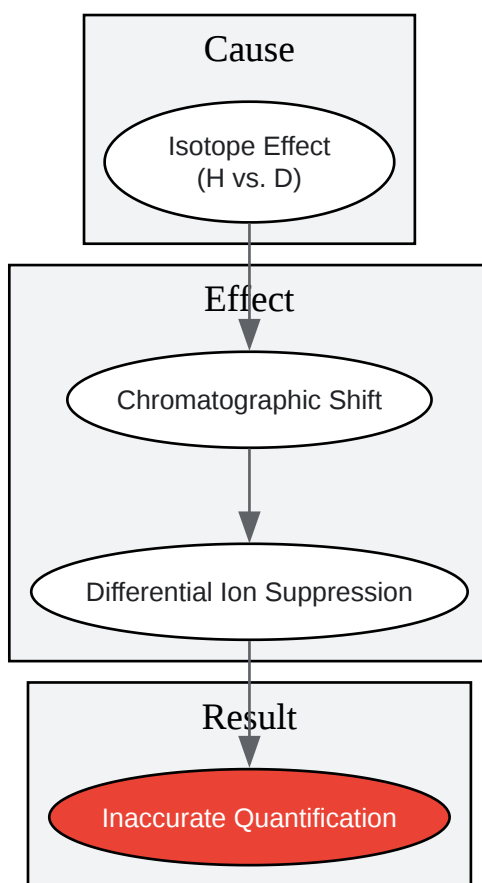 Cause
Isotope Effect
(H vs. D)
Effect
Chromatographic Shift
Differential Ion Suppression
Result
Inaccurate Quantification